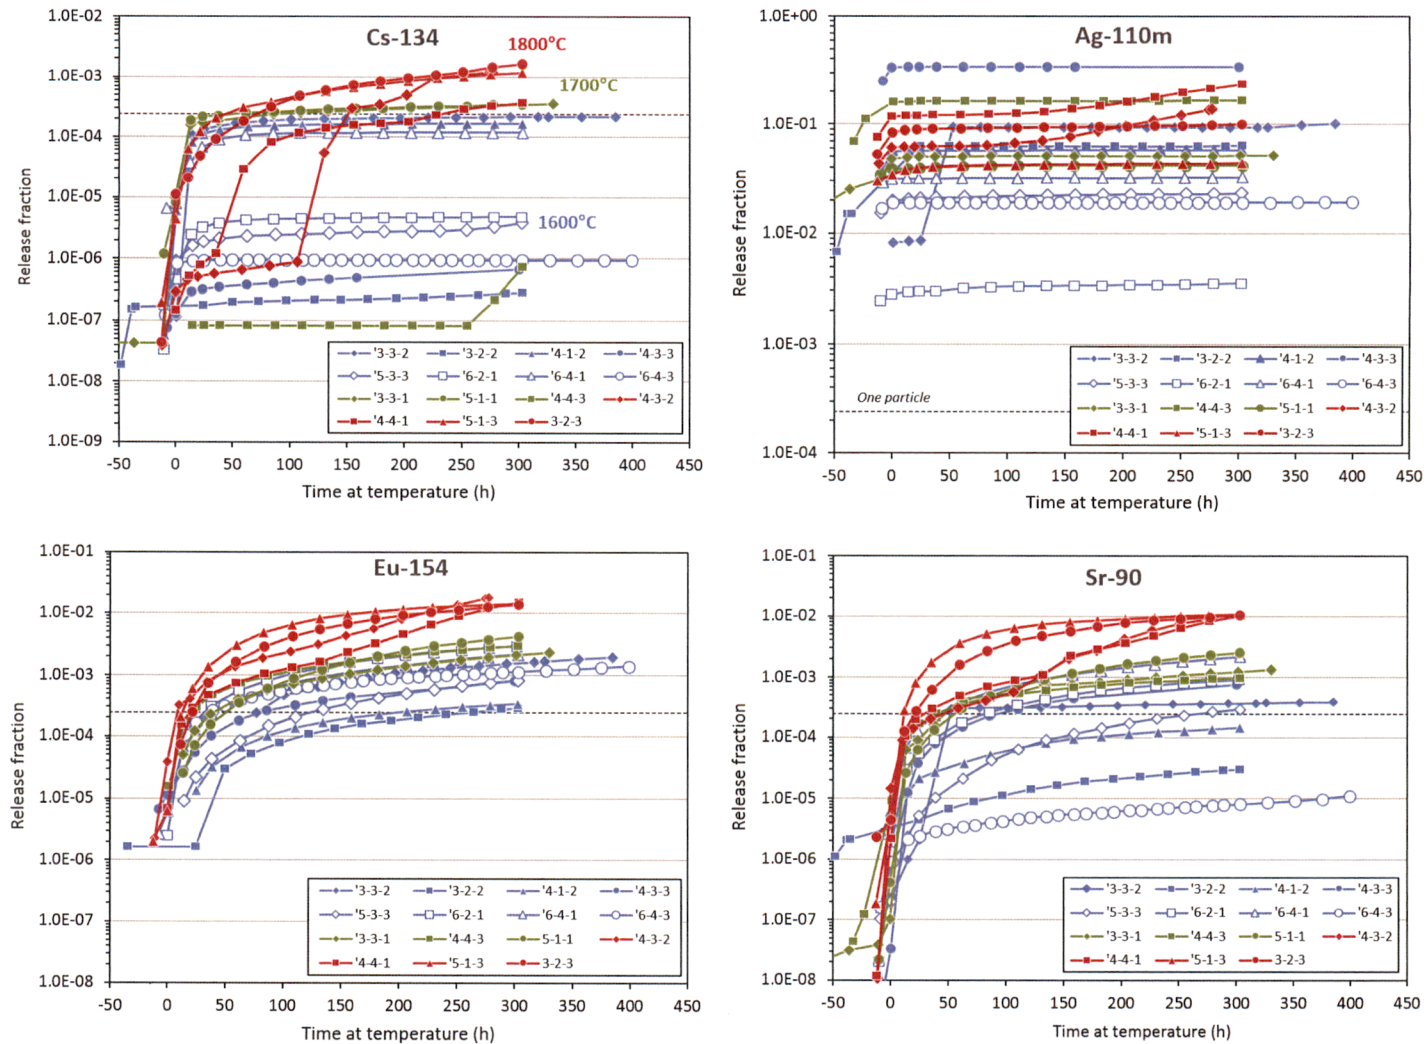 Cs-134
1800°C
1700°C
1600°C
Release fraction
1.0E-02
1.0E-03
1.0E-04
1.0E-05
1.0E-06
1.0E-07
1.0E-08
1.0E-09
'3-3-2 '3-2-2 '4-1-2 '4-3-3
'5-3-3 '6-2-1 '6-4-1 '6-4-3
'3-3-1 '5-1-1 '4-4-3 '4-3-2
'4-4-1 '5-1-3 3-2-3
-50 0 50 100 150 200 250 300 350 400 450
Time at temperature (h)
Ag-110m
Release fraction
1.0E+00
1.0E-01
1.0E-02
1.0E-03
1.0E-04
One particle
'3-3-2 '3-2-2 '4-1-2 '4-3-3
'5-3-3 '6-2-1 '6-4-1 '6-4-3
'3-3-1 '4-4-3 '5-1-1 '4-3-2
'4-4-1 '5-1-3 '3-2-3
-50 0 50 100 150 200 250 300 350 400 450
Time at temperature (h)
Eu-154
Release fraction
1.0E-01
1.0E-02
1.0E-03
1.0E-04
1.0E-05
1.0E-06
1.0E-07
1.0E-08
'3-3-2 '3-2-2 '4-1-2 '4-3-3
'5-3-3 '6-2-1 '6-4-1 '6-4-3
'3-3-1 '4-4-3 5-1-1 '4-3-2
'4-4-1 '5-1-3 3-2-3
-50 0 50 100 150 200 250 300 350 400 450
Time at temperature (h)
Sr-90
Release fraction
1.0E-01
1.0E-02
1.0E-03
1.0E-04
1.0E-05
1.0E-06
1.0E-07
1.0E-08
'3-3-2 '3-2-2 '4-1-2 '4-3-3
'5-3-3 '6-2-1 '6-4-1 '6-4-3
'3-3-1 '4-4-3 5-1-1 '4-3-2
'4-4-1 '5-1-3 3-2-3
-50 0 50 100 150 200 250 300 350 400 450
Time at temperature (h)